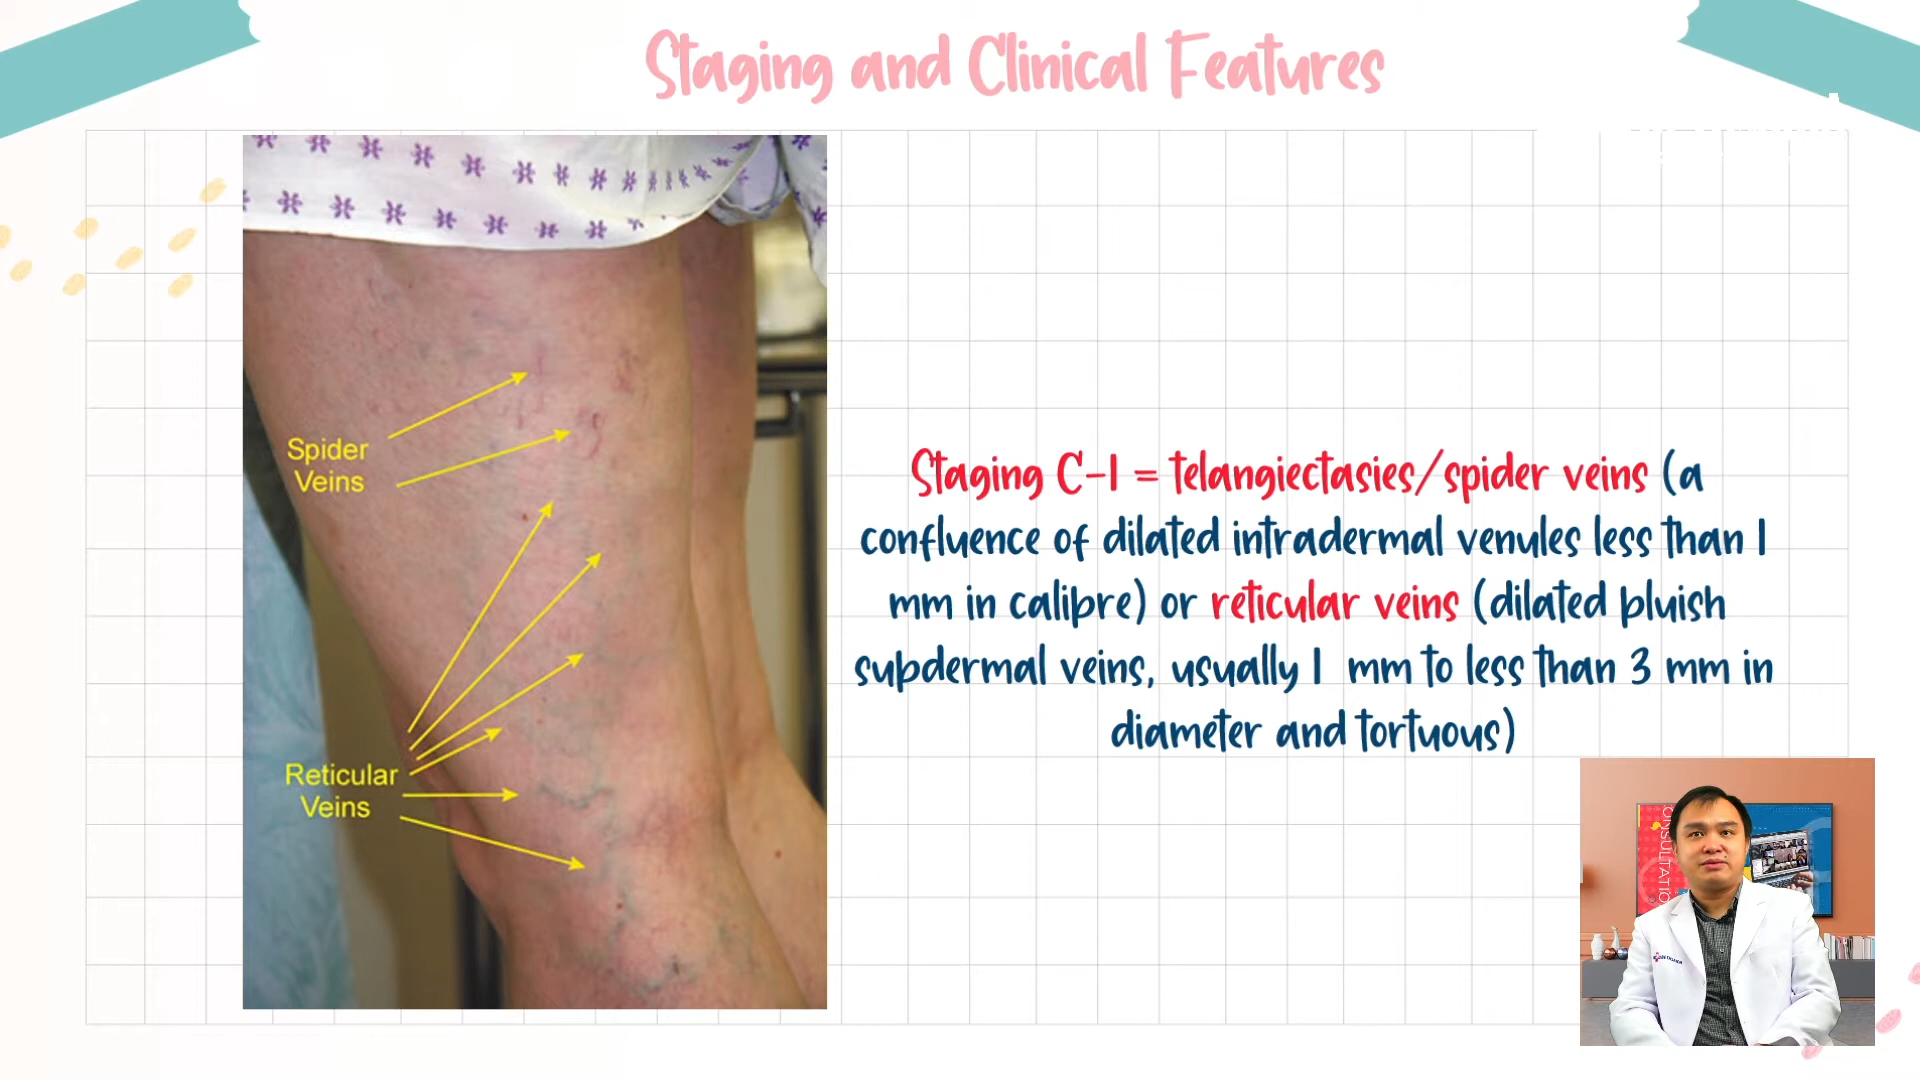 Staging and Clinical Features
Spider
Veins
Reticular
Veins
Staging C-1 = telangiectasies/spider veins (a
confluence of dilated intradermal venules less than 1
mm in calibre) or reticular veins (dilated bluish
subdermal veins, usually 1 mm to less than 3 mm in
diameter and tortuous)